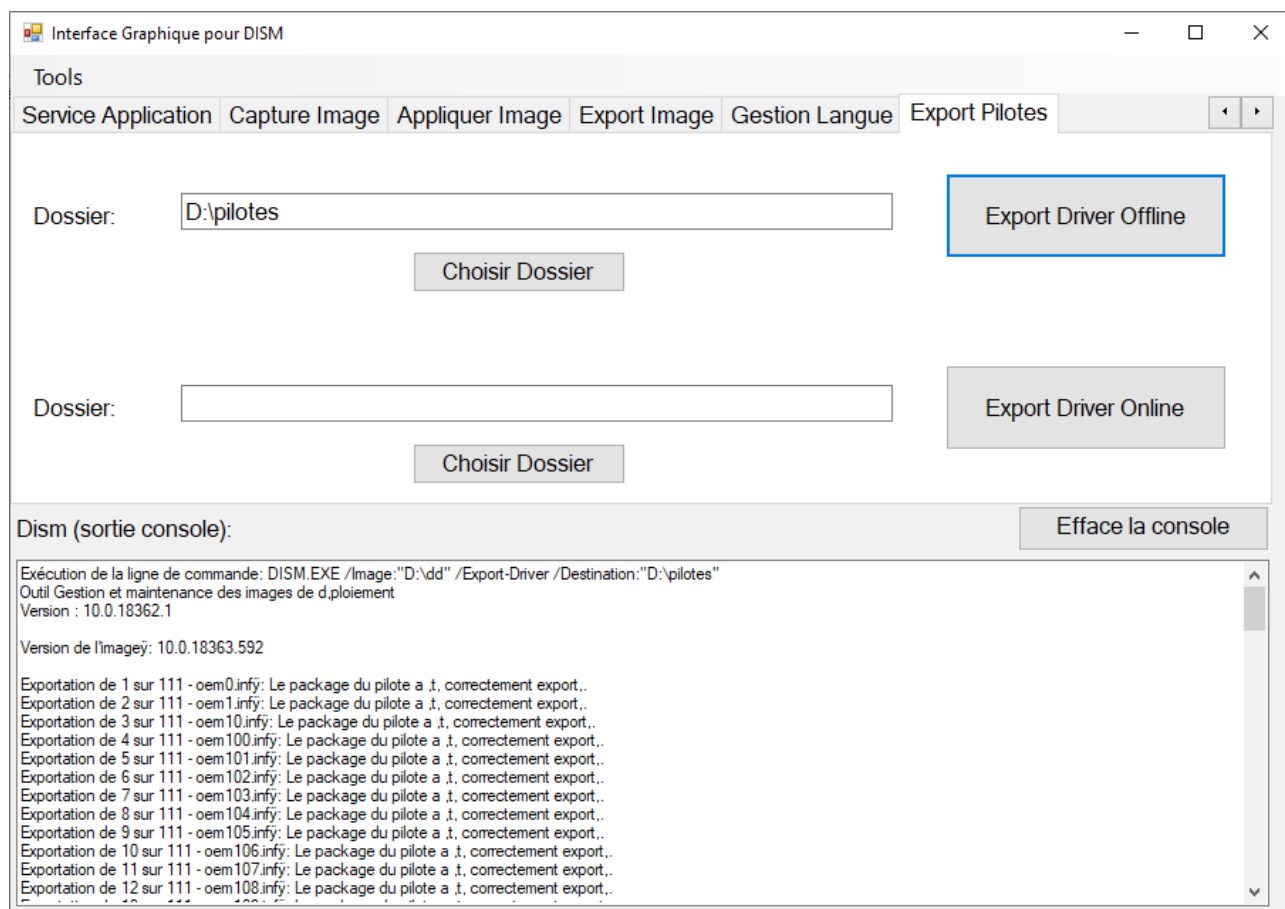 Interface Graphique pour DISM
Tools
Service Application Capture Image Appliquer Image Export Image Gestion Langue Export Pilotes
Dossier: D:\pilotes Export Driver Offline
Choisir Dossier
Dossier: Export Driver Online
Choisir Dossier
Dism (sortie console): Efface la console
Exécution de la ligne de commande: DISM.EXE /Image:"D:\dd" /Export-Driver /Destination:"D:\pilotes"
Outil Gestion et maintenance des images de d‚ploiement
Version : 10.0.18362.1
Version de l'imageÿ: 10.0.18363.592
Exportation de 1 sur 111 - oem0.infÿ: Le package du pilote a ‚t‚ correctement export‚.
Exportation de 2 sur 111 - oem1.infÿ: Le package du pilote a ‚t‚ correctement export‚.
Exportation de 3 sur 111 - oem10.infÿ: Le package du pilote a ‚t‚ correctement export‚.
Exportation de 4 sur 111 - oem100.infÿ: Le package du pilote a ‚t‚ correctement export‚.
Exportation de 5 sur 111 - oem101.infÿ: Le package du pilote a ‚t‚ correctement export‚.
Exportation de 6 sur 111 - oem102.infÿ: Le package du pilote a ‚t‚ correctement export‚.
Exportation de 7 sur 111 - oem103.infÿ: Le package du pilote a ‚t‚ correctement export‚.
Exportation de 8 sur 111 - oem104.infÿ: Le package du pilote a ‚t‚ correctement export‚.
Exportation de 9 sur 111 - oem105.infÿ: Le package du pilote a ‚t‚ correctement export‚.
Exportation de 10 sur 111 - oem106.infÿ: Le package du pilote a ‚t‚ correctement export‚.
Exportation de 11 sur 111 - oem107.infÿ: Le package du pilote a ‚t‚ correctement export‚.
Exportation de 12 sur 111 - oem108.infÿ: Le package du pilote a ‚t‚ correctement export‚.